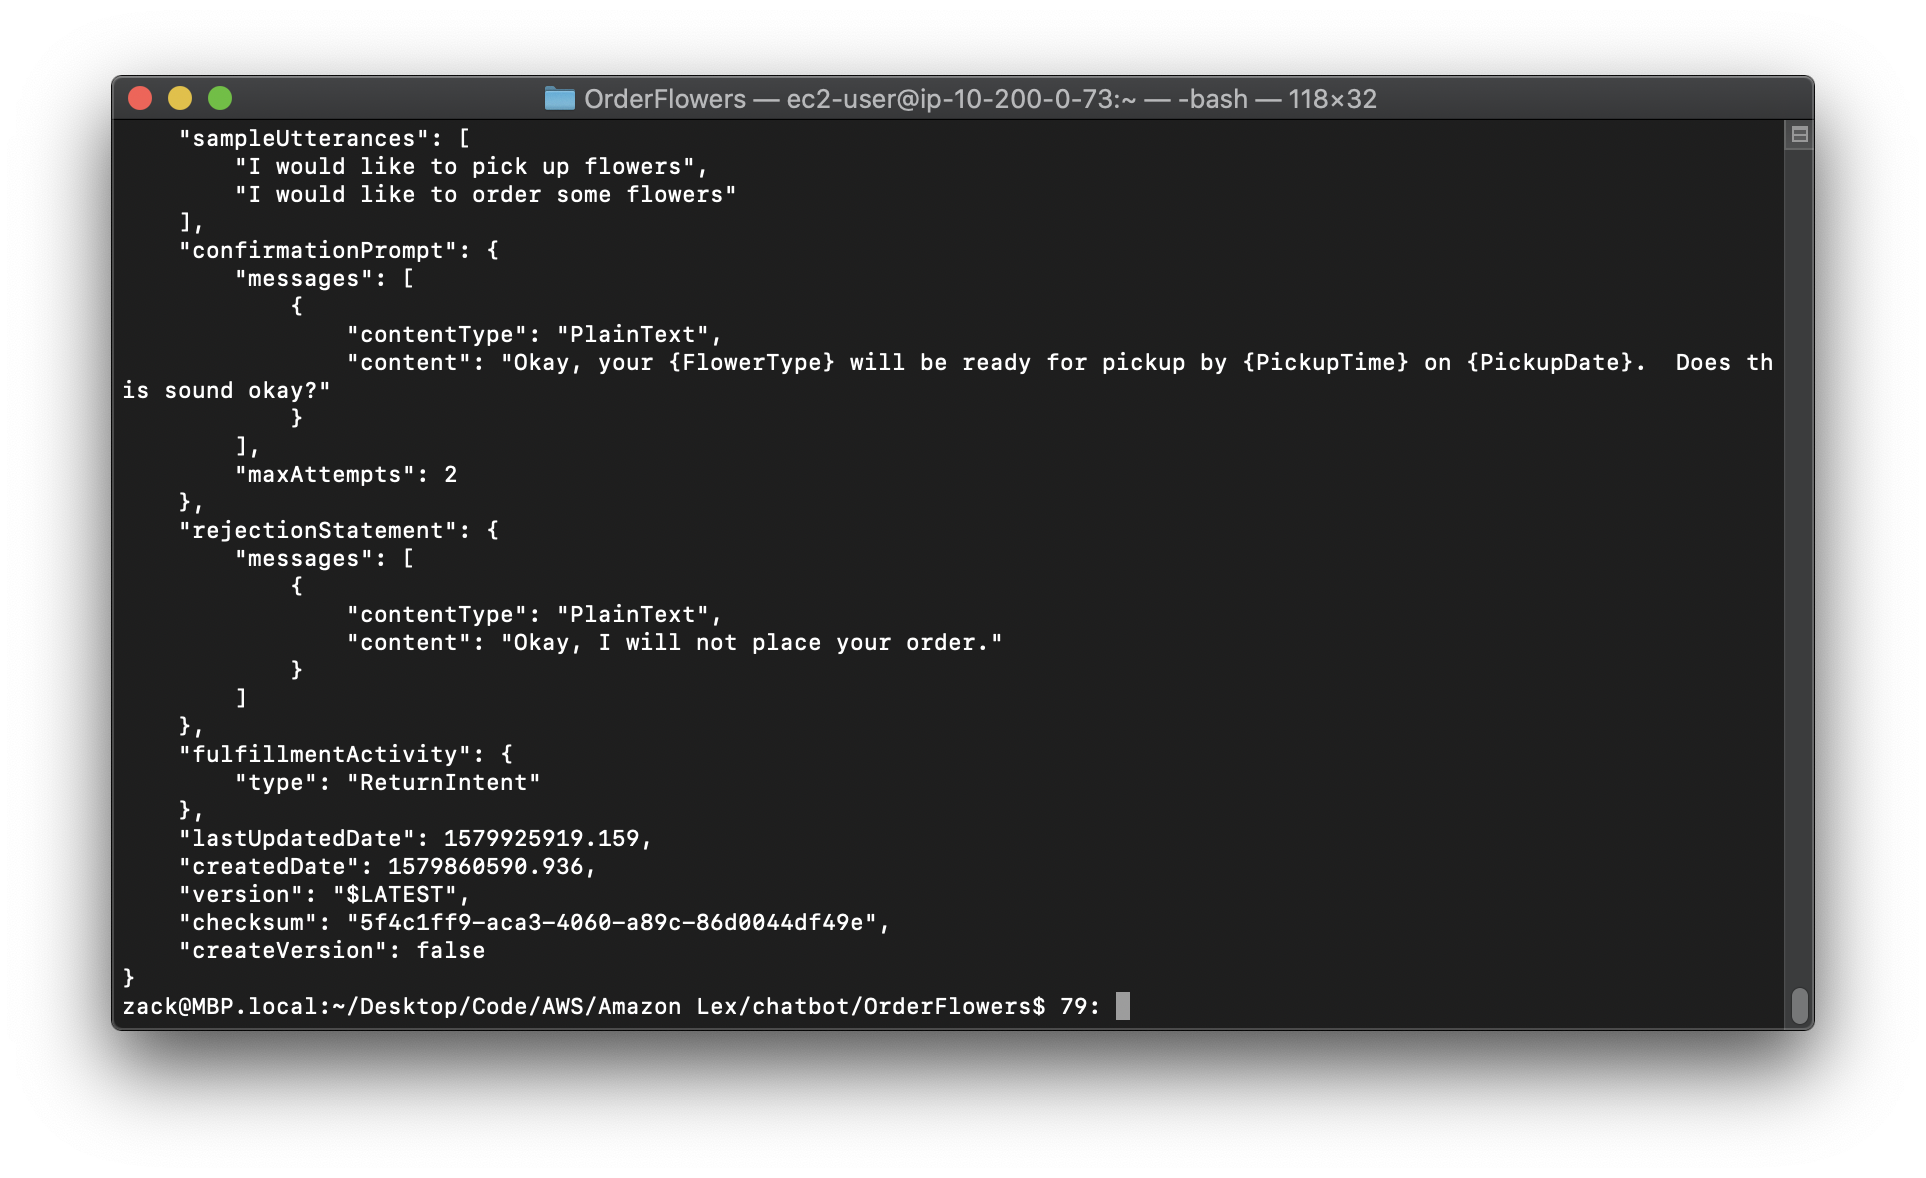 OrderFlowers — ec2-user@ip-10-200-0-73:~ — -bash — 118×32
    "sampleUtterances": [
        "I would like to pick up flowers",
        "I would like to order some flowers"
    ],
    "confirmationPrompt": {
        "messages": [
            {
                "contentType": "PlainText",
                "content": "Okay, your {FlowerType} will be ready for pickup by {PickupTime} on {PickupDate}.  Does th
is sound okay?"
            }
        ],
        "maxAttempts": 2
    },
    "rejectionStatement": {
        "messages": [
            {
                "contentType": "PlainText",
                "content": "Okay, I will not place your order."
            }
        ]
    },
    "fulfillmentActivity": {
        "type": "ReturnIntent"
    },
    "lastUpdatedDate": 1579925919.159,
    "createdDate": 1579860590.936,
    "version": "$LATEST",
    "checksum": "5f4c1ff9-aca3-4060-a89c-86d0044df49e",
    "createVersion": false
}
zack@MBP.local:~/Desktop/Code/AWS/Amazon Lex/chatbot/OrderFlowers$ 79: